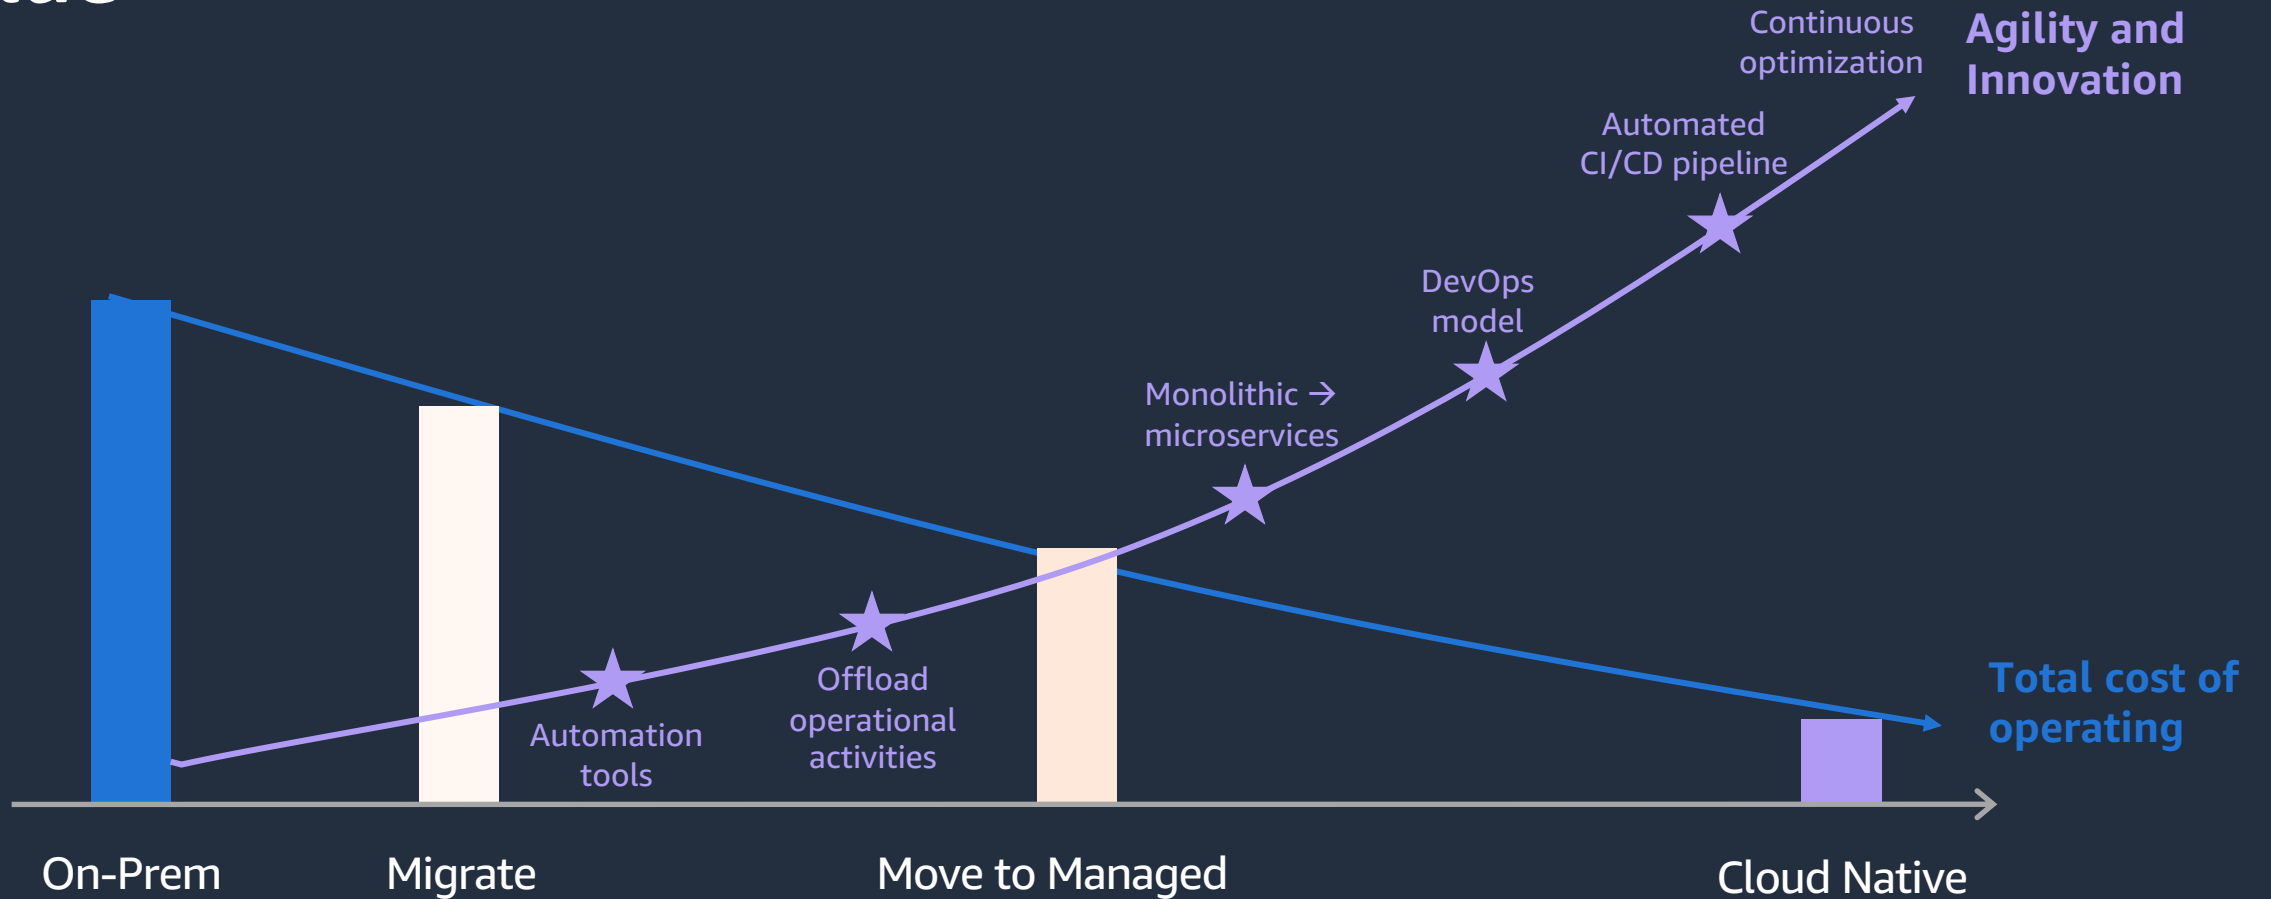 Continuous
optimization
Agility and
Innovation
Automated
CI/CD pipeline
DevOps
model
Monolithic →
microservices
Offload
operational
activities
Automation
tools
Total cost of
operating
On-Prem
Migrate
Move to Managed
Cloud Native